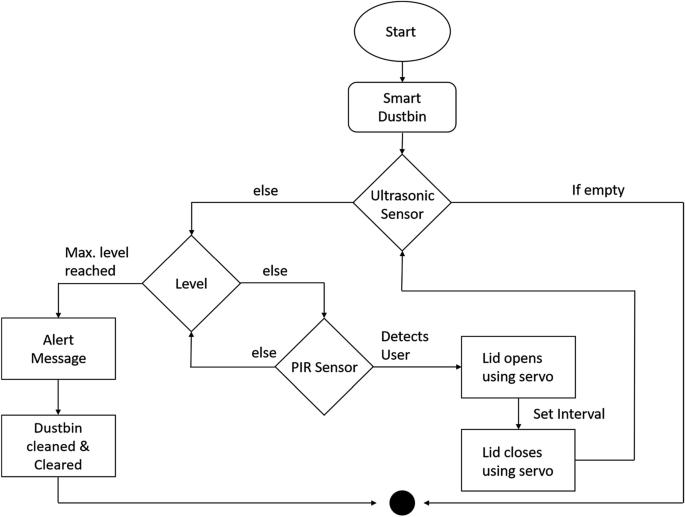 Start
Smart
Dustbin
Ultrasonic
Sensor
else
If empty
Max. level
reached
Level
else
Alert
Message
else
PIR Sensor
Detects
User
Lid opens
using servo
Set Interval
Dustbin
cleaned &
Cleared
Lid closes
using servo